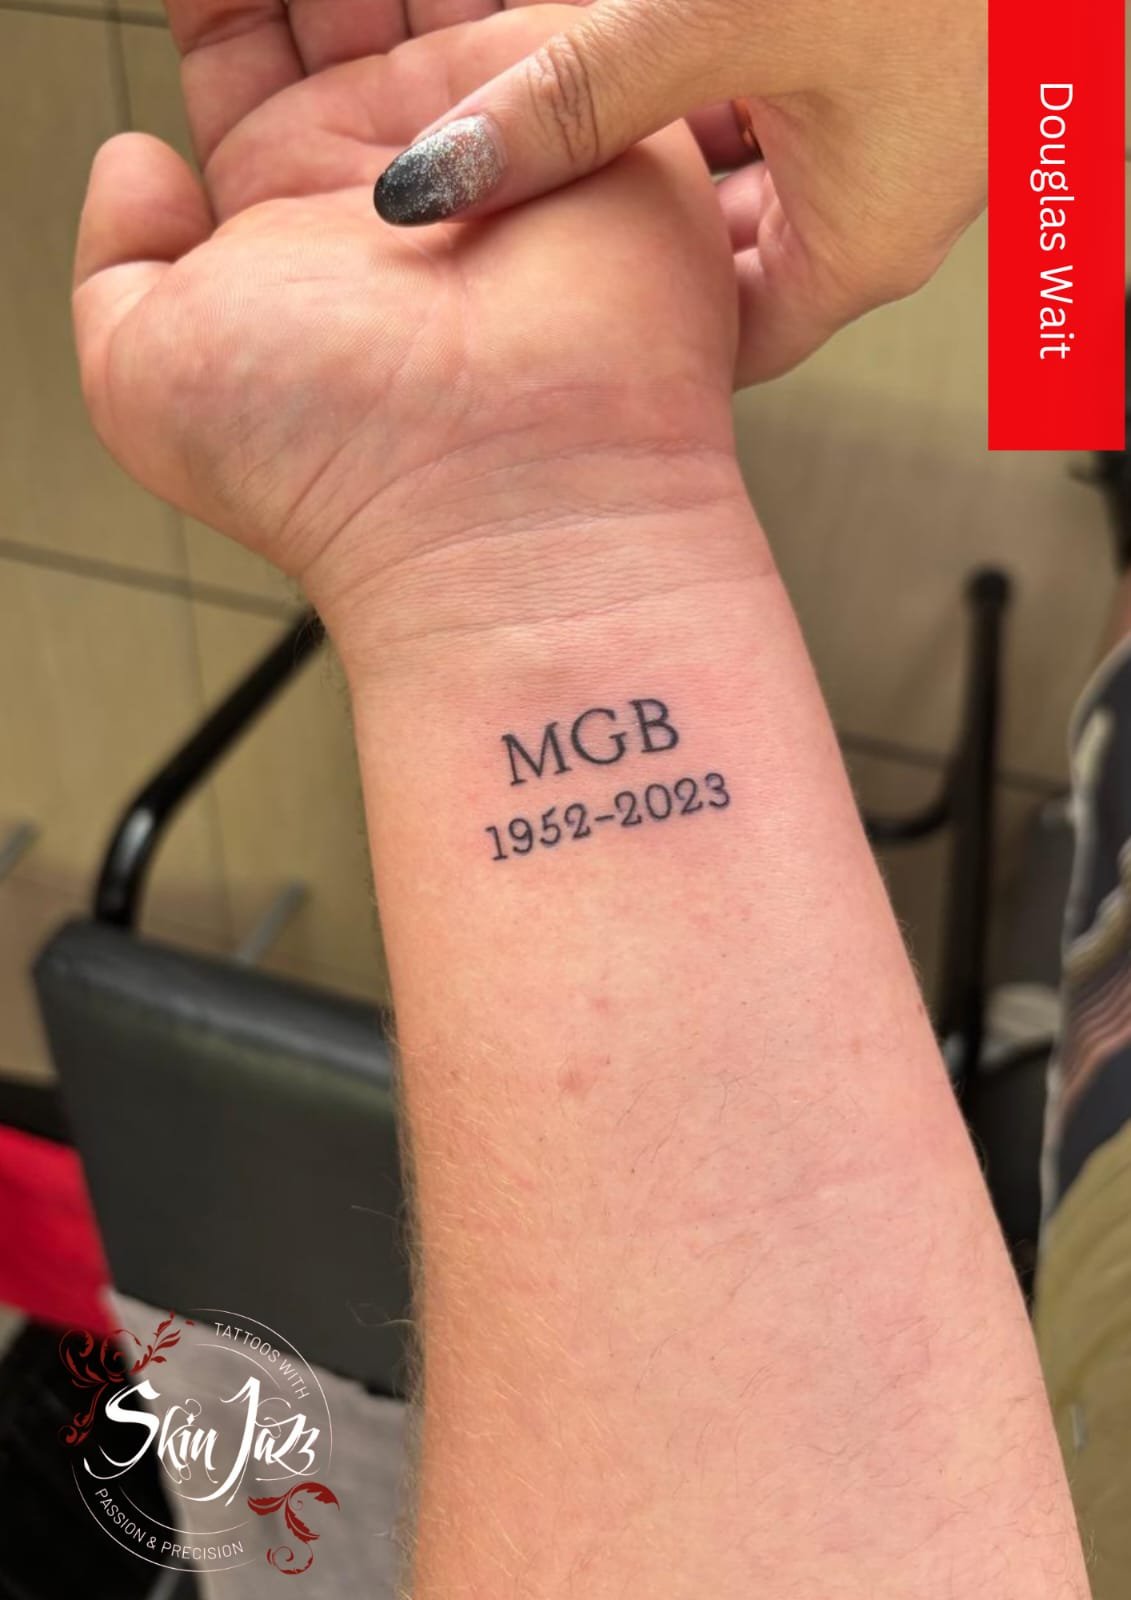 Douglas Wait
MGB
1952-2023
TATTOOS WITH
Skin Jazz
PASSION & PRECISION